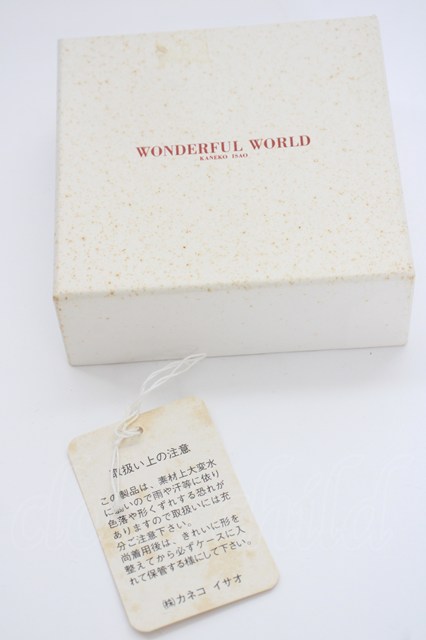 WONDERFUL WORLD
KANEKO ISAO
取扱い上の注意
この製品は、素材上大変水
に弱いので雨や汗等に依り
色落や形くずれする恐れが
ありますので取扱いには充
分ご注意下さい。
尚着用後は、きれいに形を
整えてから必ずケースに入
れて保管する様にして下さい。
㈱カネコ イサオ